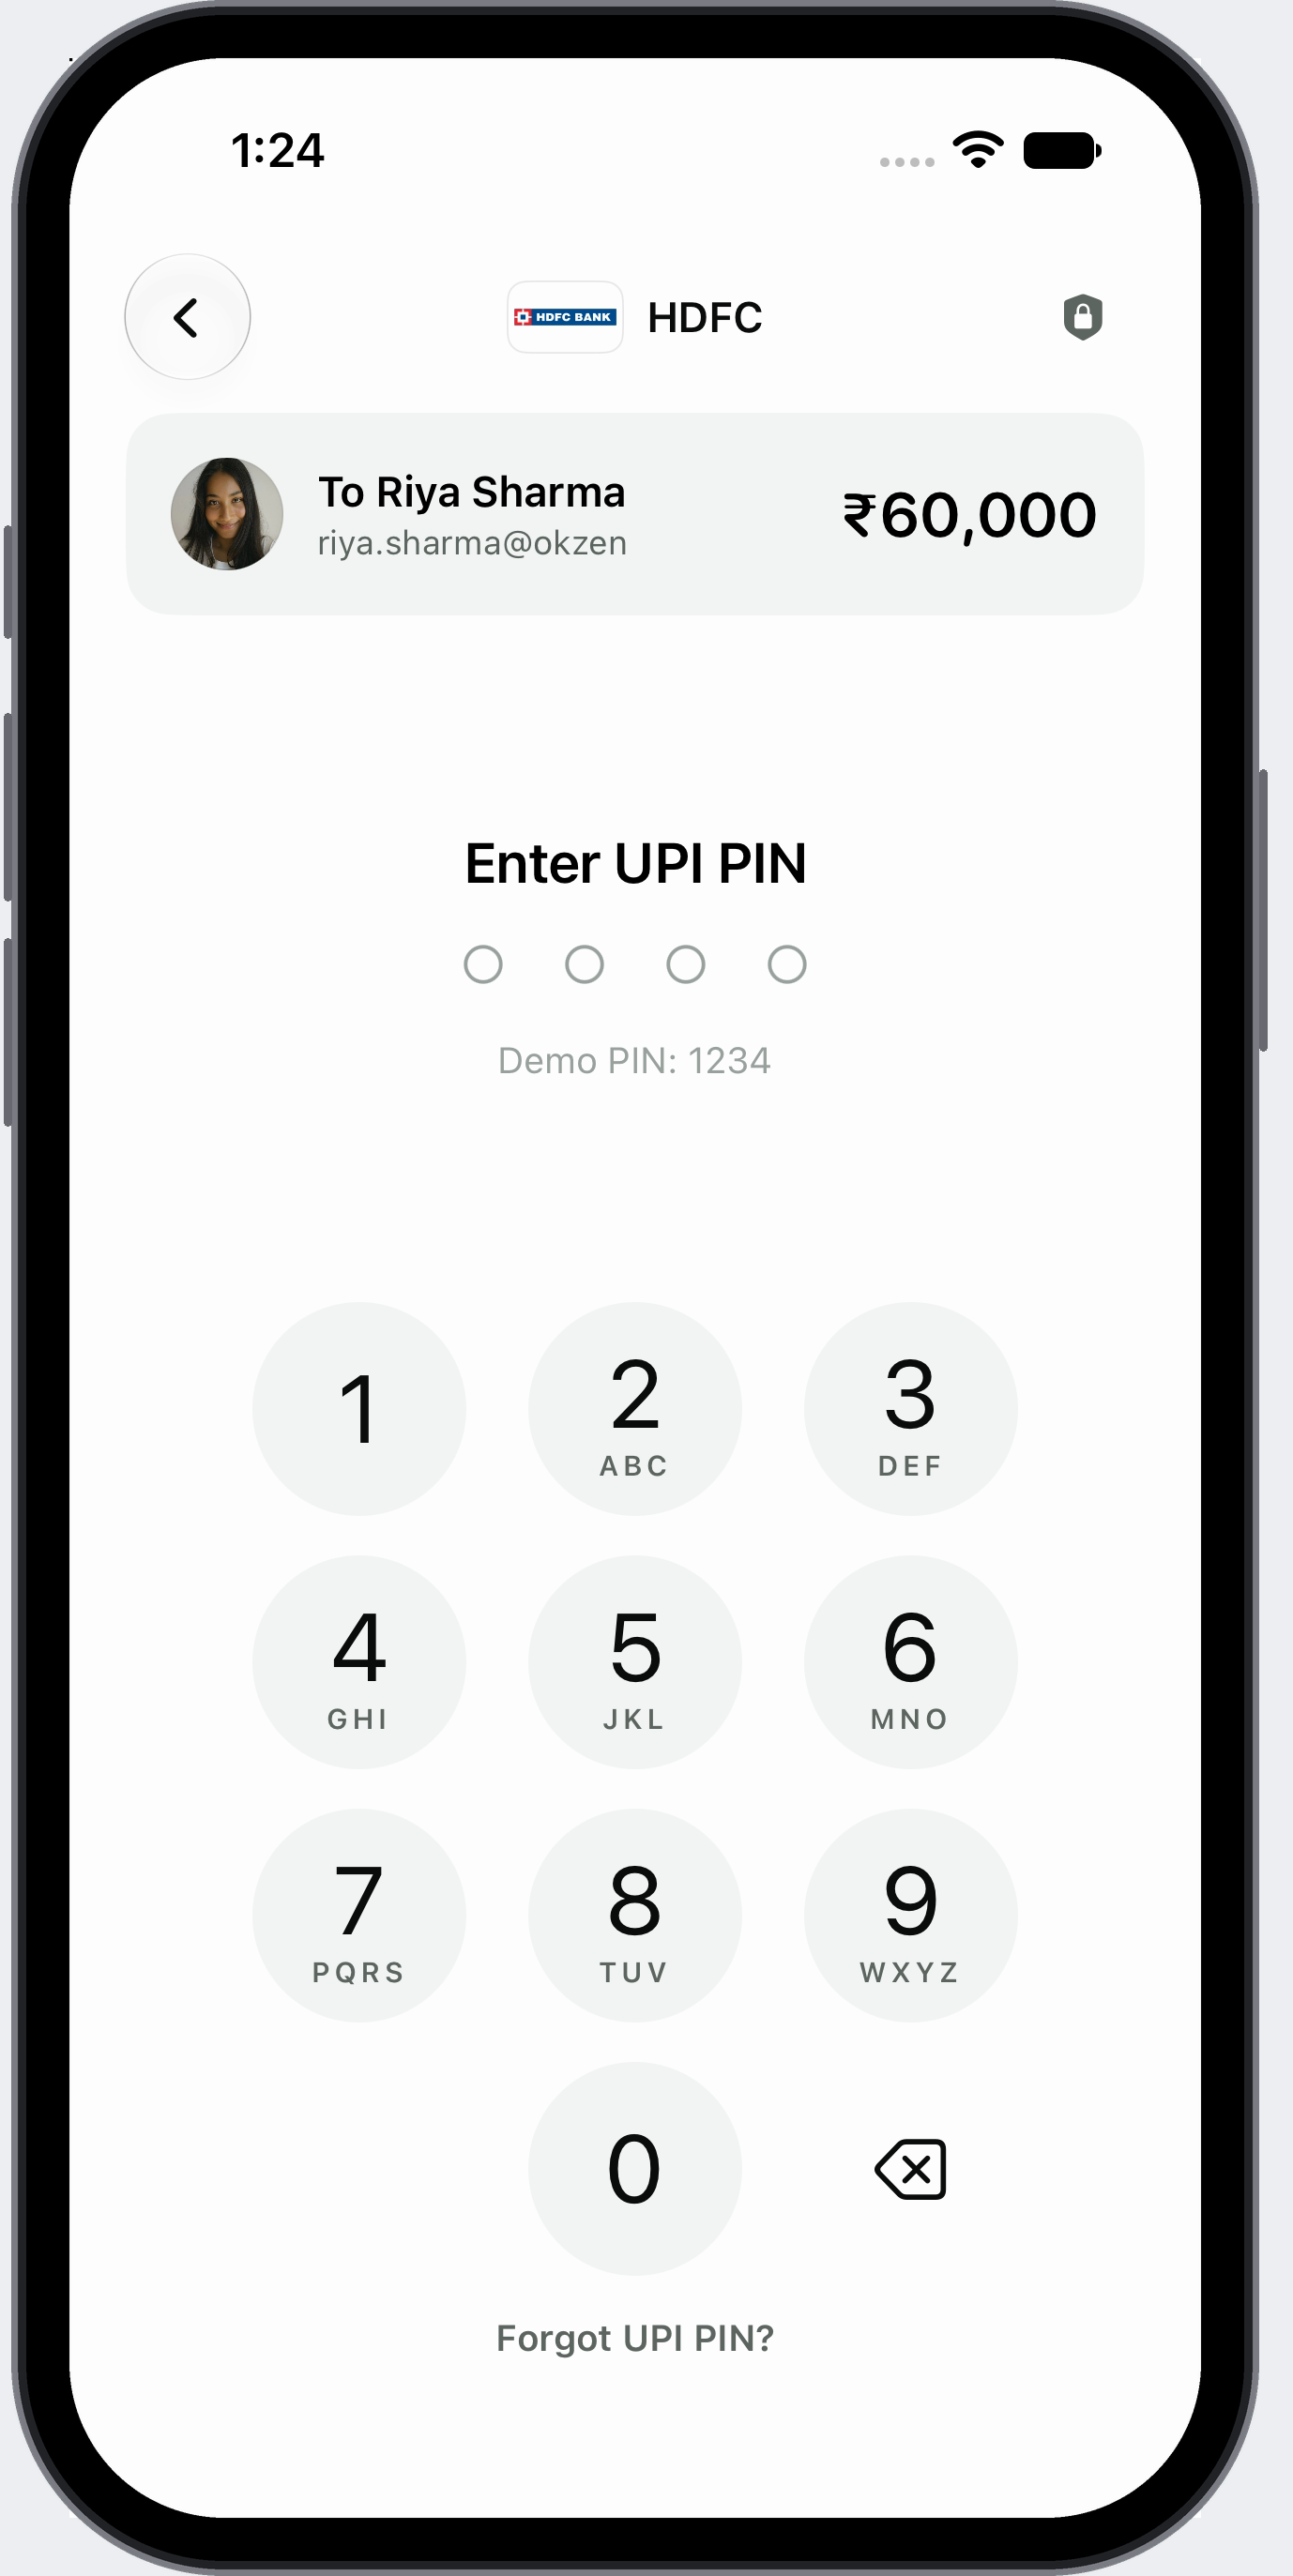 1:24
HDFC BANK HDFC
To Riya Sharma
riya.sharma@okzen
₹60,000
Enter UPI PIN
Demo PIN: 1234
1 2 3
ABC DEF
4 5 6
GHI JKL MNO
7 8 9
PQRS TUV WXYZ
0
Forgot UPI PIN?